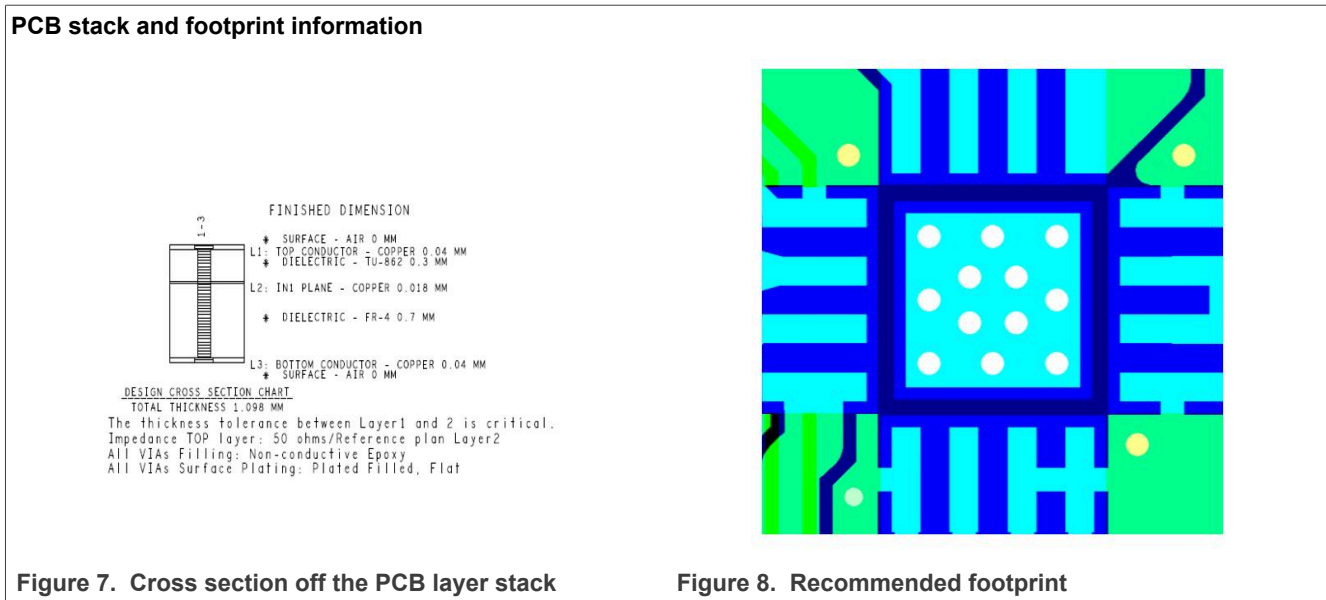 PCB stack and footprint information
FINISHED DIMENSION
1-3
* SURFACE - AIR 0 MM
L1: TOP CONDUCTOR - COPPER 0.04 MM
* DIELECTRIC - TU-862 0.3 MM
L2: IN1 PLANE - COPPER 0.018 MM
* DIELECTRIC - FR-4 0.7 MM
L3: BOTTOM CONDUCTOR - COPPER 0.04 MM
* SURFACE - AIR 0 MM
DESIGN CROSS SECTION CHART
TOTAL THICKNESS 1.098 MM
The thickness tolerance between Layer1 and 2 is critical.
Impedance TOP layer: 50 ohms/Reference plan Layer2
All VIAs Filling: Non-conductive Epoxy
All VIAs Surface Plating: Plated Filled, Flat
Figure 7. Cross section off the PCB layer stack
Figure 8. Recommended footprint